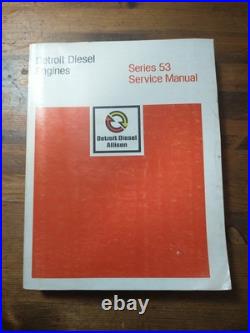 Detroit Diesel
Engines
Series 53
Service Manual
Detroit Diesel
Allison